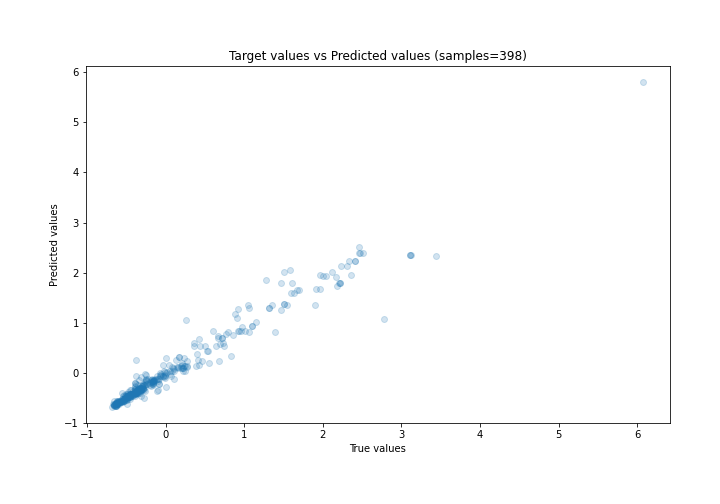 Target values vs Predicted values (samples=398)
6
5
4
3
2
1
0
−1
Predicted values
−1 0 1 2 3 4 5 6
True values